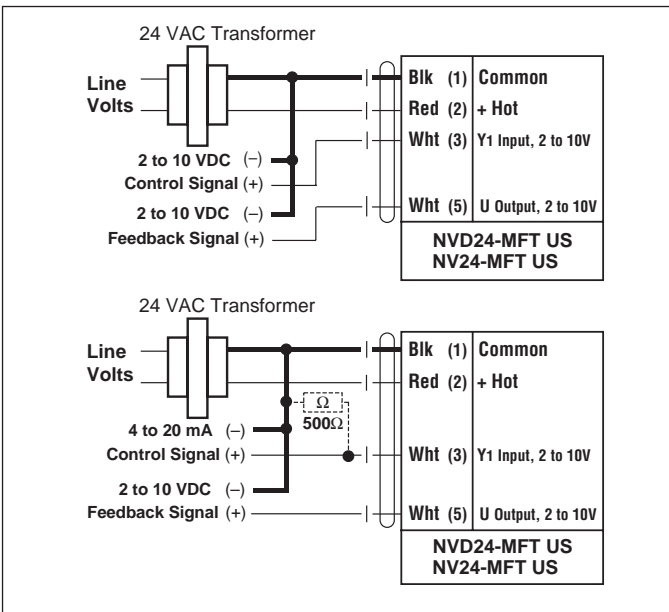 24 VAC Transformer
Line
Volts
2 to 10 VDC (–)
Control Signal (+)
2 to 10 VDC (–)
Feedback Signal (+)
Blk (1) Common
Red (2) + Hot
Wht (3) Y1 Input, 2 to 10V
Wht (5) U Output, 2 to 10V
NVD24-MFT US
NV24-MFT US
24 VAC Transformer
Line
Volts
Ω
500Ω
4 to 20 mA (–)
Control Signal (+)
2 to 10 VDC (–)
Feedback Signal (+)
Blk (1) Common
Red (2) + Hot
Wht (3) Y1 Input, 2 to 10V
Wht (5) U Output, 2 to 10V
NVD24-MFT US
NV24-MFT US